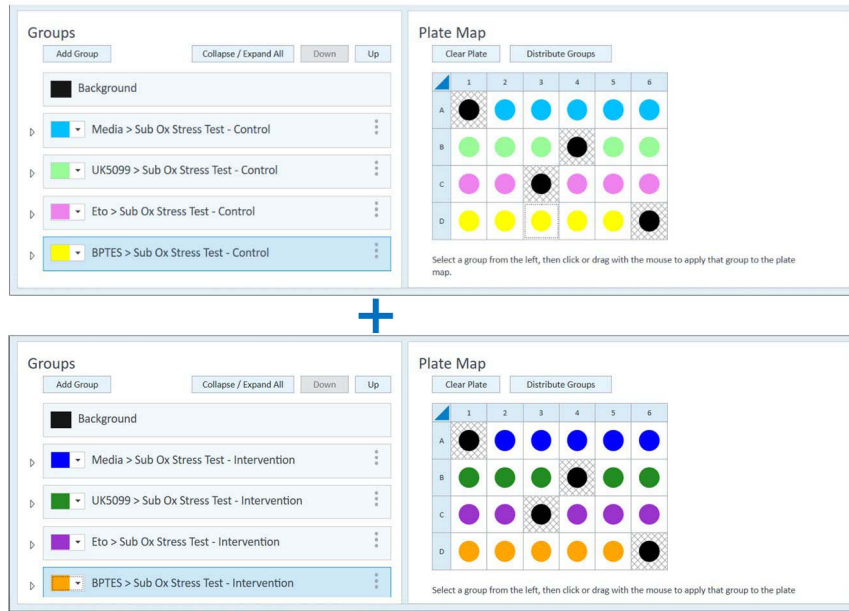 Groups
Add Group Collapse / Expand All Down Up
Background
Media > Sub Ox Stress Test - Control
UK5099 > Sub Ox Stress Test - Control
Eto > Sub Ox Stress Test - Control
BPTES > Sub Ox Stress Test - Control
Plate Map
Clear Plate Distribute Groups
1 2 3 4 5 6
A
B
C
D
Select a group from the left, then click or drag with the mouse to apply that group to the plate
map.
+
Groups
Add Group Collapse / Expand All Down Up
Background
Media > Sub Ox Stress Test - Intervention
UK5099 > Sub Ox Stress Test - Intervention
Eto > Sub Ox Stress Test - Intervention
BPTES > Sub Ox Stress Test - Intervention
Plate Map
Clear Plate Distribute Groups
1 2 3 4 5 6
A
B
C
D
Select a group from the left, then click or drag with the mouse to apply that group to the plate